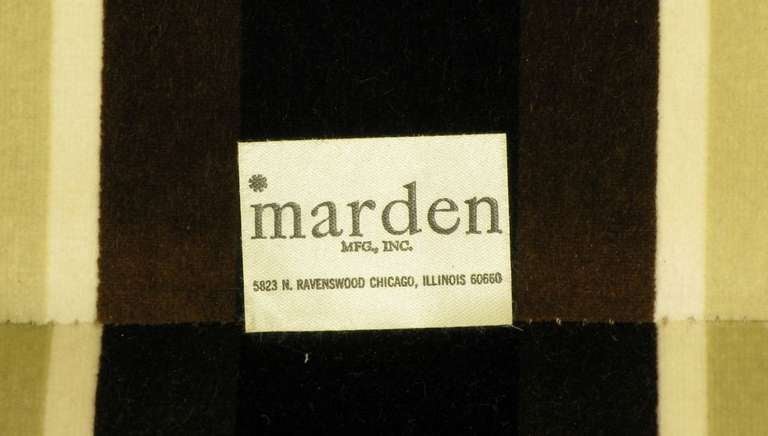 marden
MFG., INC.
5823 N. RAVENSWOOD CHICAGO, ILLINOIS 60660